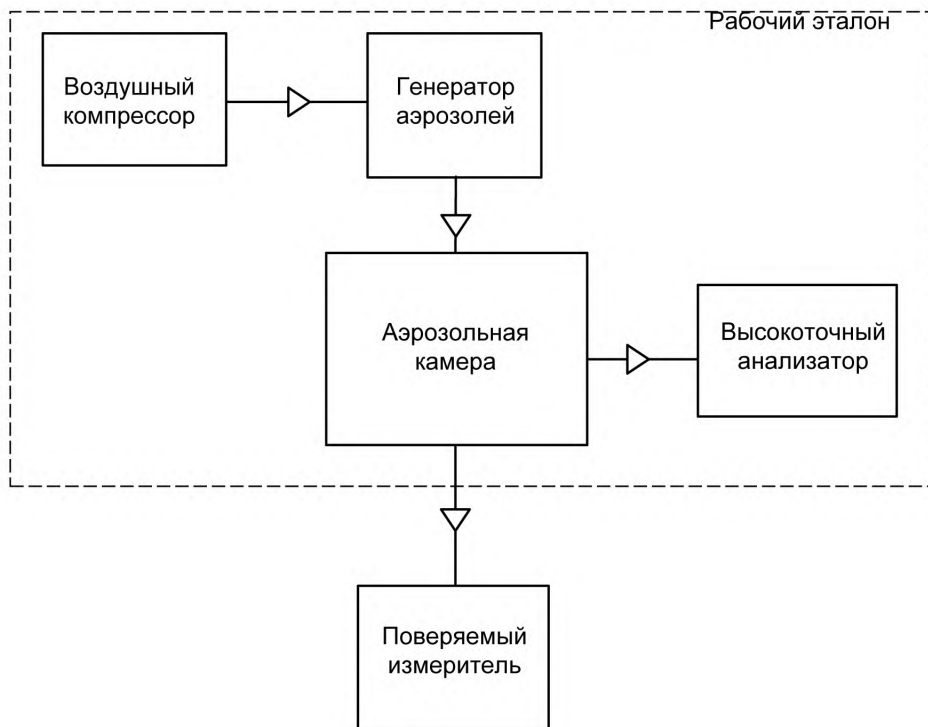 Рабочий эталон
Воздушный
компрессор
Генератор
аэрозолей
Аэрозольная
камера
Высокоточный
анализатор
Поверяемый
измеритель